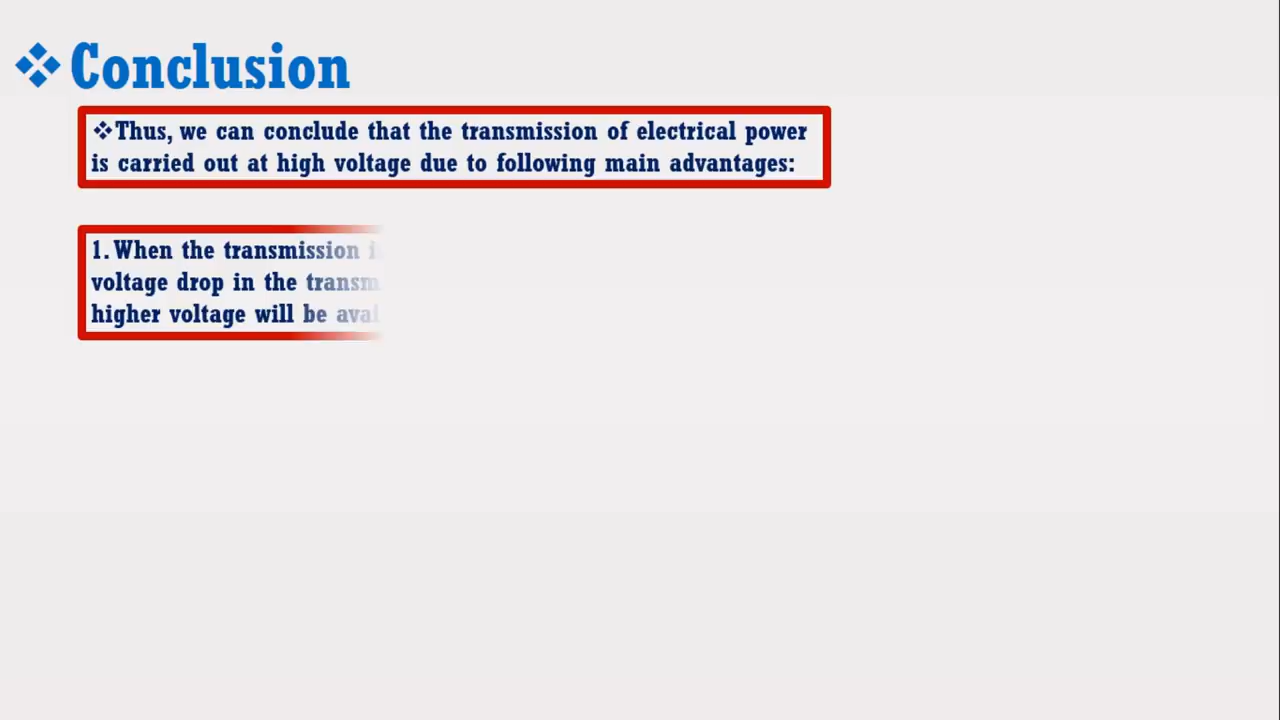 ❖Conclusion
❖Thus, we can conclude that the transmission of electrical power
is carried out at high voltage due to following main advantages:
1. When the transmission
voltage drop in the
higher voltage will be